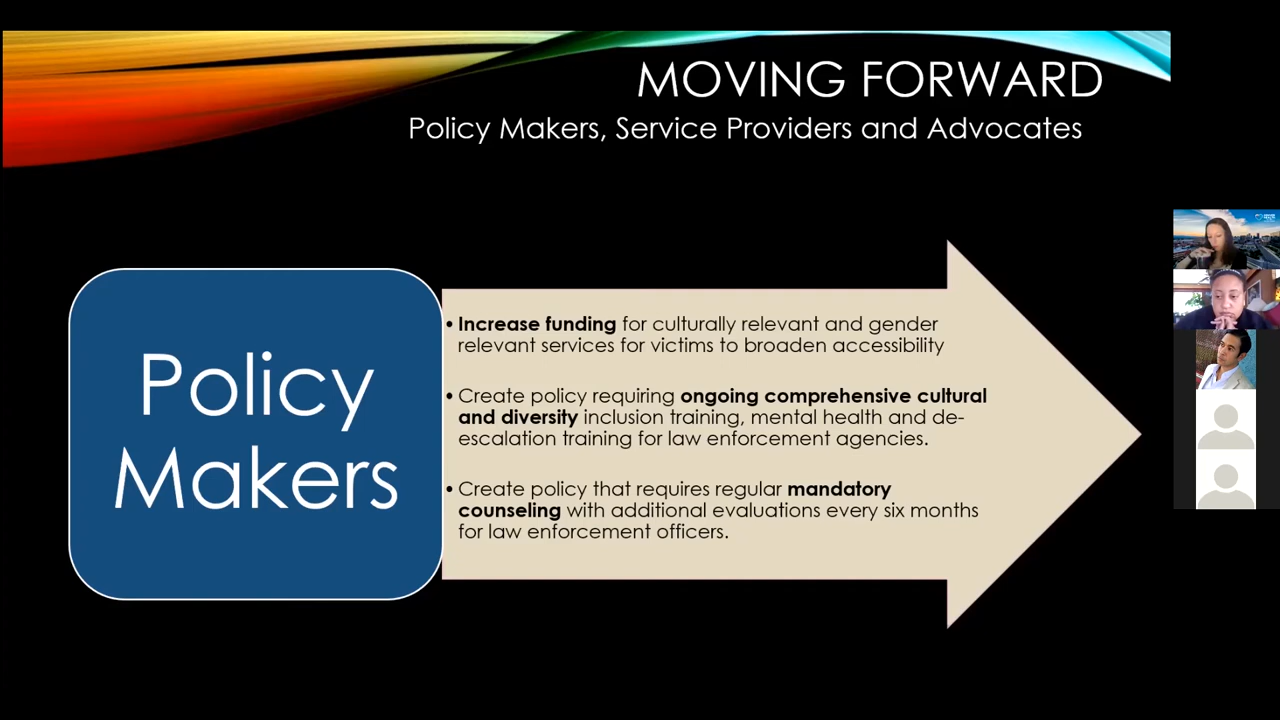 MOVING FORWARD
Policy Makers, Service Providers and Advocates
Policy
Makers
• Increase funding for culturally relevant and gender
relevant services for victims to broaden accessibility
• Create policy requiring ongoing comprehensive cultural
and diversity inclusion training, mental health and de-
escalation training for law enforcement agencies.
• Create policy that requires regular mandatory
counseling with additional evaluations every six months
for law enforcement officers.